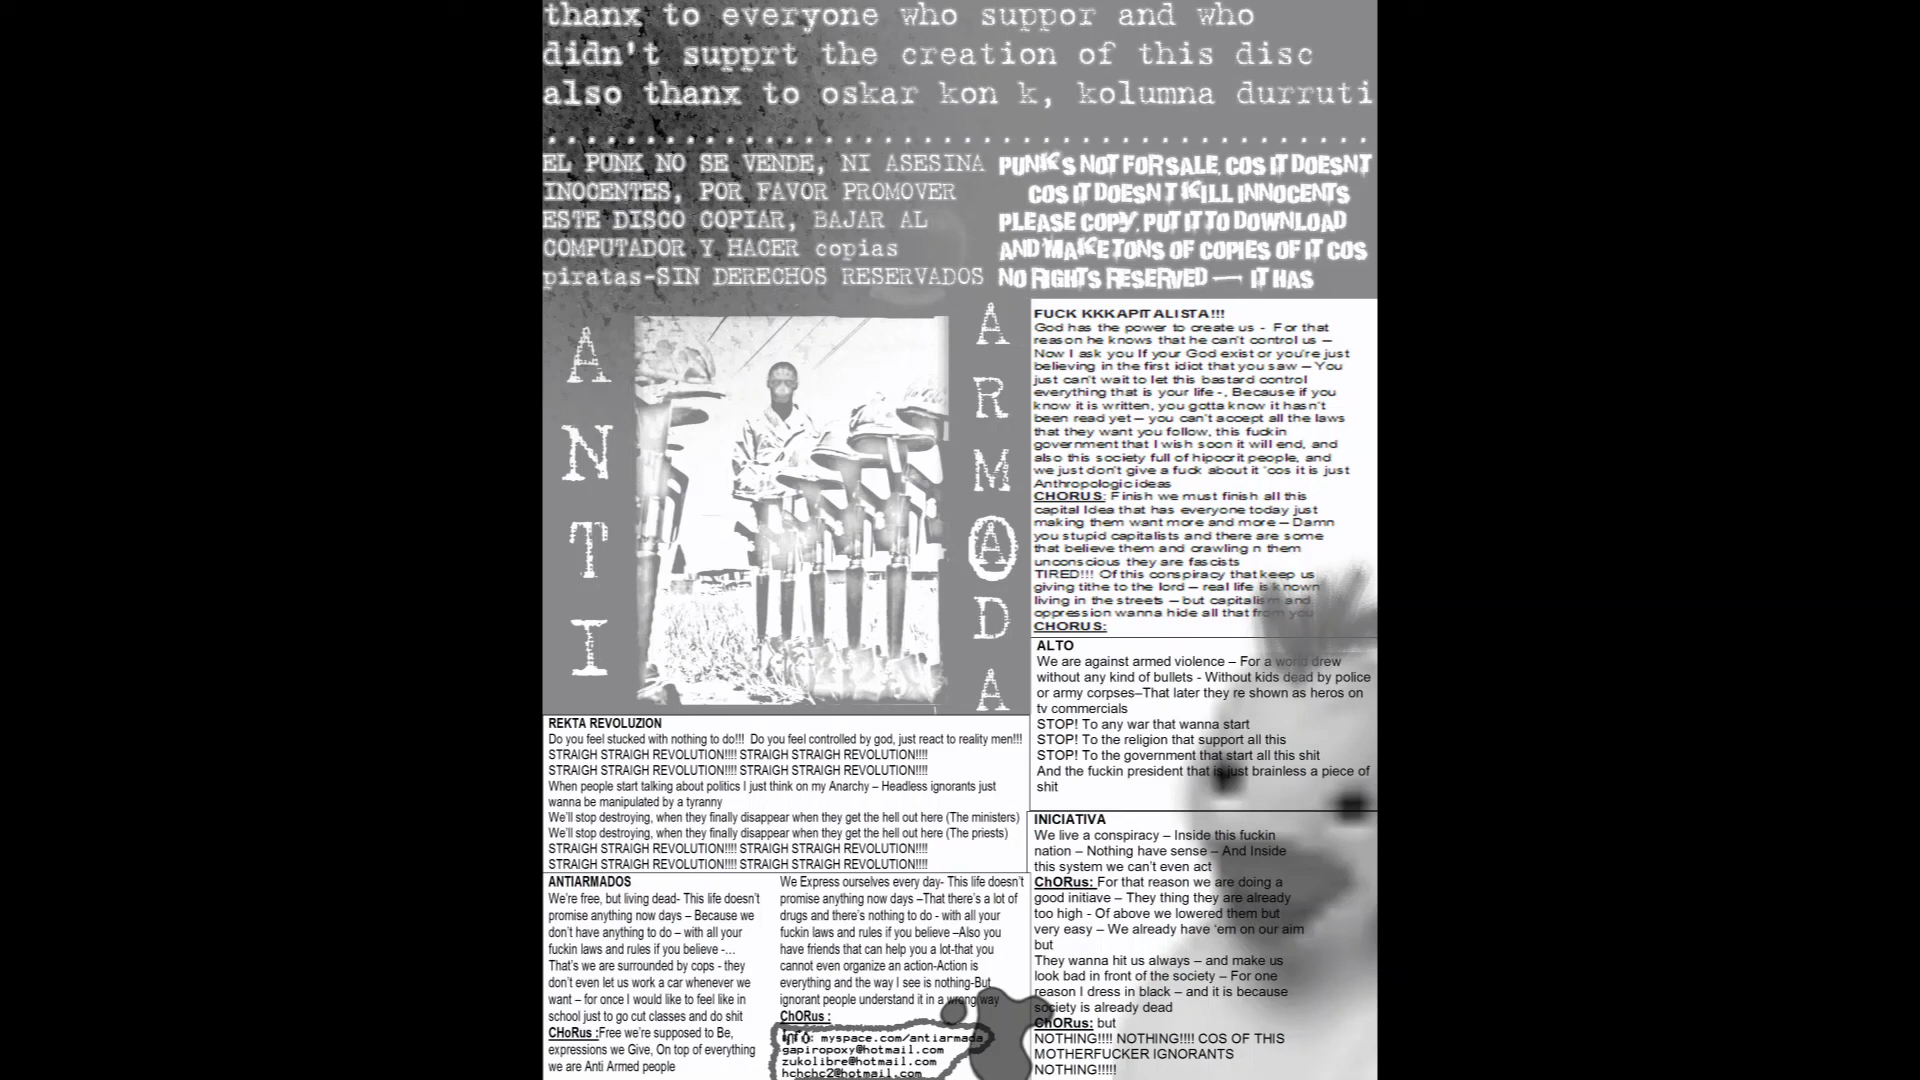 thanx to everyone who suppor and who
didn't supprt the creation of this disc
also thanx to oskar kon k, kolumna durruti
EL PUNK NO SE VENDE, NI ASESINA
INOCENTES, POR FAVOR PROMOVER
ESTE DISCO COPIAR, BAJAR AL
COMPUTADOR Y HACER copias
piratas-SIN DERECHOS RESERVADOS
PUNK'S NOT FOR SALE, COS IT DOESNT
COS IT DOESN T KILL INNOCENTS
PLEASE COPY, PUT IT TO DOWNLOAD
AND MAKE TONS OF COPIES OF IT COS
NO RIGHTS RESERVED — IT HAS
ANTI
ARMADA
FUCK KKKAPITALISTA!!!
God has the power to create us - For that
reason he knows that he can't control us –
Now I ask you If your God exist or you're just
believing in the first idiot that you saw – You
just can't wait to let this bastard control
everything that is your life -, Because if you
know it is written, you gotta know it hasn't
been read yet – you can't accept all the laws
that they want you follow, this fuckin
government that I wish soon it will end, and
also this society full of hipocrit people, and
we just don't give a fuck about it 'cos it is just
Anthropologic ideas
CHORUS: Finish we must finish all this
capital Idea that has everyone today just
making them want more and more – Damn
you stupid capitalists and there are some
that believe them and crawling n them
unconscious they are fascists
TIRED!!! Of this conspiracy that keep us
giving tithe to the lord – real life is known
living in the streets – but capitalism and
oppression wanna hide all that from you
CHORUS:
ALTO
We are against armed violence – For a world drew
without any kind of bullets - Without kids dead by police
or army corpses–That later they re shown as heros on
tv commercials
STOP! To any war that wanna start
STOP! To the religion that support all this
STOP! To the government that start all this shit
And the fuckin president that is just brainless a piece of
shit
REKTA REVOLUZION
Do you feel stucked with nothing to do!!! Do you feel controlled by god, just react to reality men!!!
STRAIGH STRAIGH REVOLUTION!!!! STRAIGH STRAIGH REVOLUTION!!!!
STRAIGH STRAIGH REVOLUTION!!!! STRAIGH STRAIGH REVOLUTION!!!!
When people start talking about politics I just think on my Anarchy – Headless ignorants just
wanna be manipulated by a tyranny
We'll stop destroying, when they finally disappear when they get the hell out here (The ministers)
We'll stop destroying, when they finally disappear when they get the hell out here (The priests)
STRAIGH STRAIGH REVOLUTION!!!! STRAIGH STRAIGH REVOLUTION!!!!
STRAIGH STRAIGH REVOLUTION!!!! STRAIGH STRAIGH REVOLUTION!!!!
ANTIARMADOS
We're free, but living dead- This life doesn't
promise anything now days – Because we
don't have anything to do – with all your
fuckin laws and rules if you believe -…
That's we are surrounded by cops - they
don't even let us work a car whenever we
want – for once I would like to feel like in
school just to go cut classes and do shit
CHoRus :Free we're supposed to Be,
expressions we Give, On top of everything
we are Anti Armed people
We Express ourselves every day- This life doesn't
promise anything now days –That there's a lot of
drugs and there's nothing to do - with all your
fuckin laws and rules if you believe –Also you
have friends that can help you a lot-that you
cannot even organize an action-Action is
everything and the way I see is nothing-But
ignorant people understand it in a wrong way
ChORus :
info: myspace.com/antiarmada
gapiropoxy@hotmail.com
zukolibre@hotmail.com
hchchc2@hotmail.com
INICIATIVA
We live a conspiracy – Inside this fuckin
nation – Nothing have sense – And Inside
this system we can't even act
ChORus: For that reason we are doing a
good initiave – They thing they are already
too high - Of above we lowered them but
very easy – We already have 'em on our aim
but
They wanna hit us always – and make us
look bad in front of the society – For one
reason I dress in black – and it is because
society is already dead
ChORus: but
NOTHING!!!! NOTHING!!!! COS OF THIS
MOTHERFUCKER IGNORANTS
NOTHING!!!!!